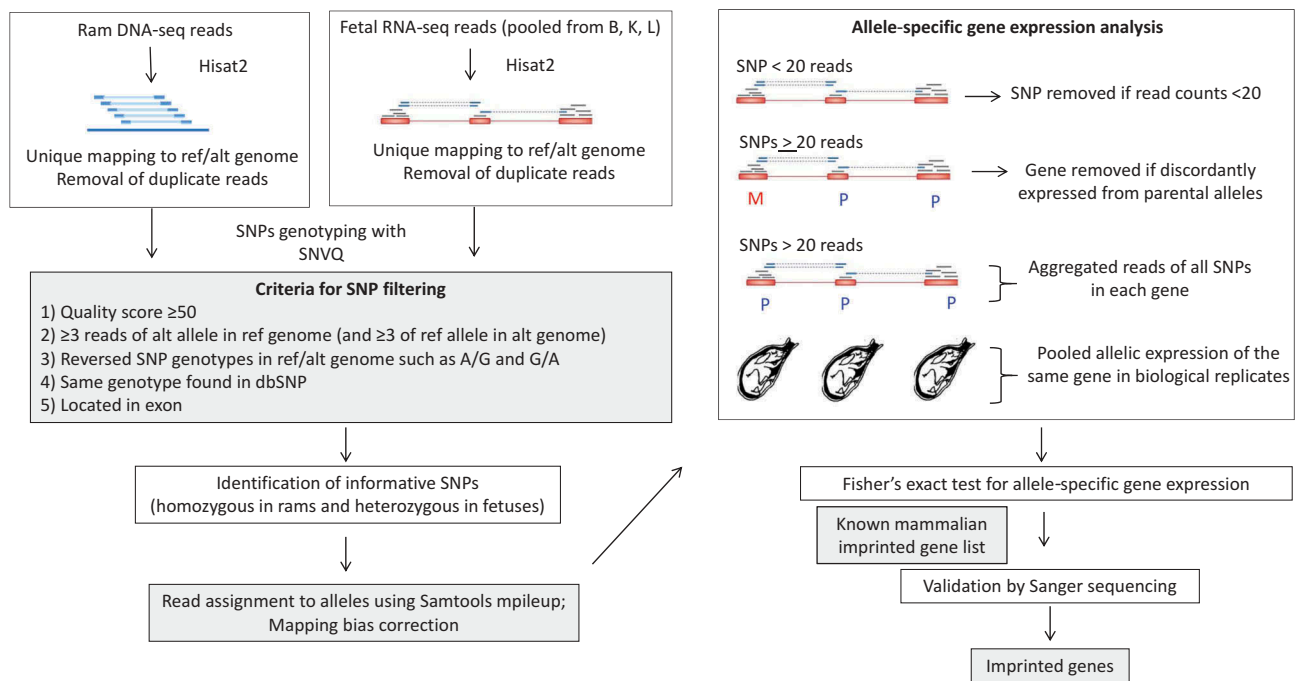 Ram DNA-seq reads
Hisat2
Unique mapping to ref/alt genome
Removal of duplicate reads
Fetal RNA-seq reads (pooled from B, K, L)
Hisat2
Unique mapping to ref/alt genome
Removal of duplicate reads
SNPs genotyping with
SNVQ
Criteria for SNP filtering
1) Quality score ≥50
2) ≥3 reads of alt allele in ref genome (and ≥3 of ref allele in alt genome)
3) Reversed SNP genotypes in ref/alt genome such as A/G and G/A
4) Same genotype found in dbSNP
5) Located in exon
Identification of informative SNPs
(homozygous in rams and heterozygous in fetuses)
Read assignment to alleles using Samtools mpileup;
Mapping bias correction
Allele-specific gene expression analysis
SNP < 20 reads
SNP removed if read counts <20
SNPs > 20 reads
Gene removed if discordantly
expressed from parental alleles
M P P
SNPs > 20 reads
Aggregated reads of all SNPs
in each gene
P P P
Pooled allelic expression of the
same gene in biological replicates
Fisher's exact test for allele-specific gene expression
Known mammalian
imprinted gene list
Validation by Sanger sequencing
Imprinted genes